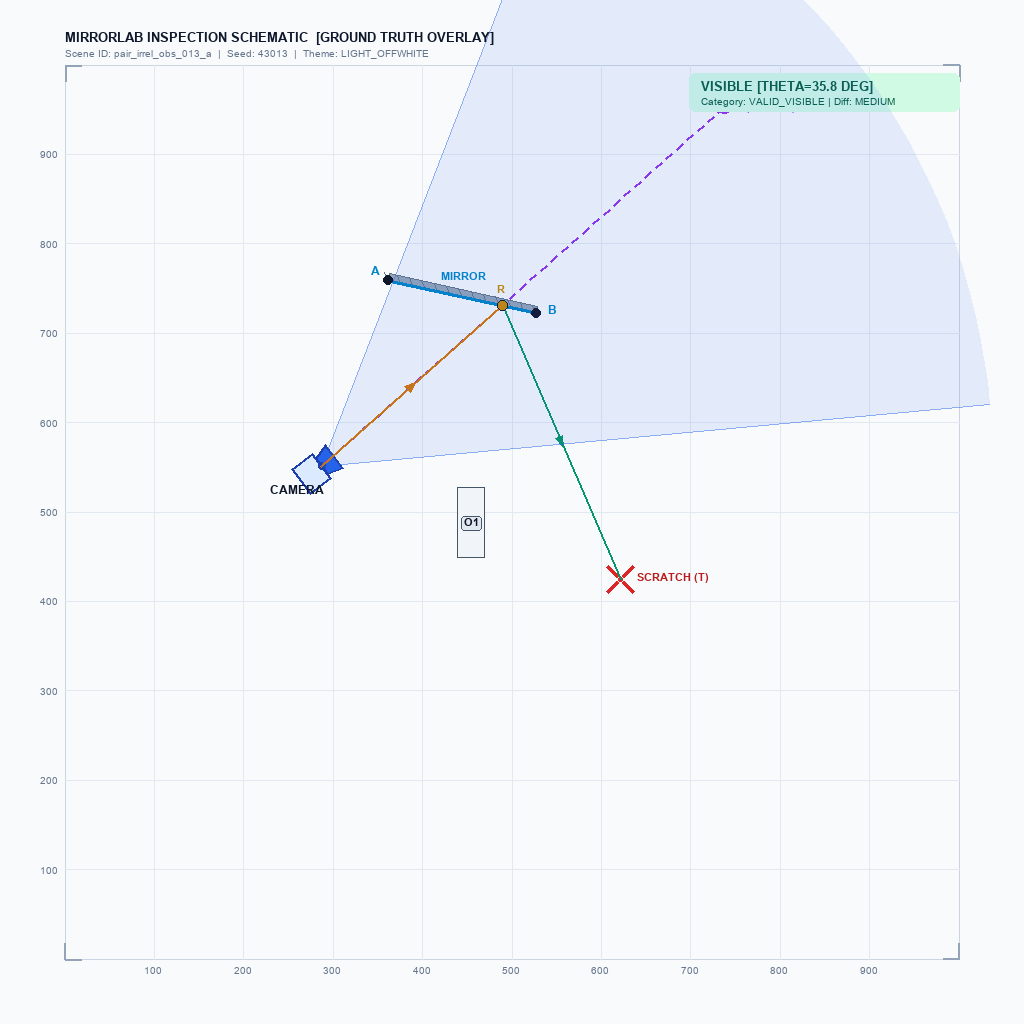 MIRRORLAB INSPECTION SCHEMATIC [GROUND TRUTH OVERLAY]
Scene ID: pair_irrel_obs_013_a | Seed: 43013 | Theme: LIGHT_OFFWHITE
VISIBLE [THETA=35.8 DEG]
Category: VALID_VISIBLE | Diff: MEDIUM
900
800
A
MIRROR
R
B
700
600
CAMERA
500
O1
SCRATCH (T)
400
300
200
100
100 200 300 400 500 600 700 800 900